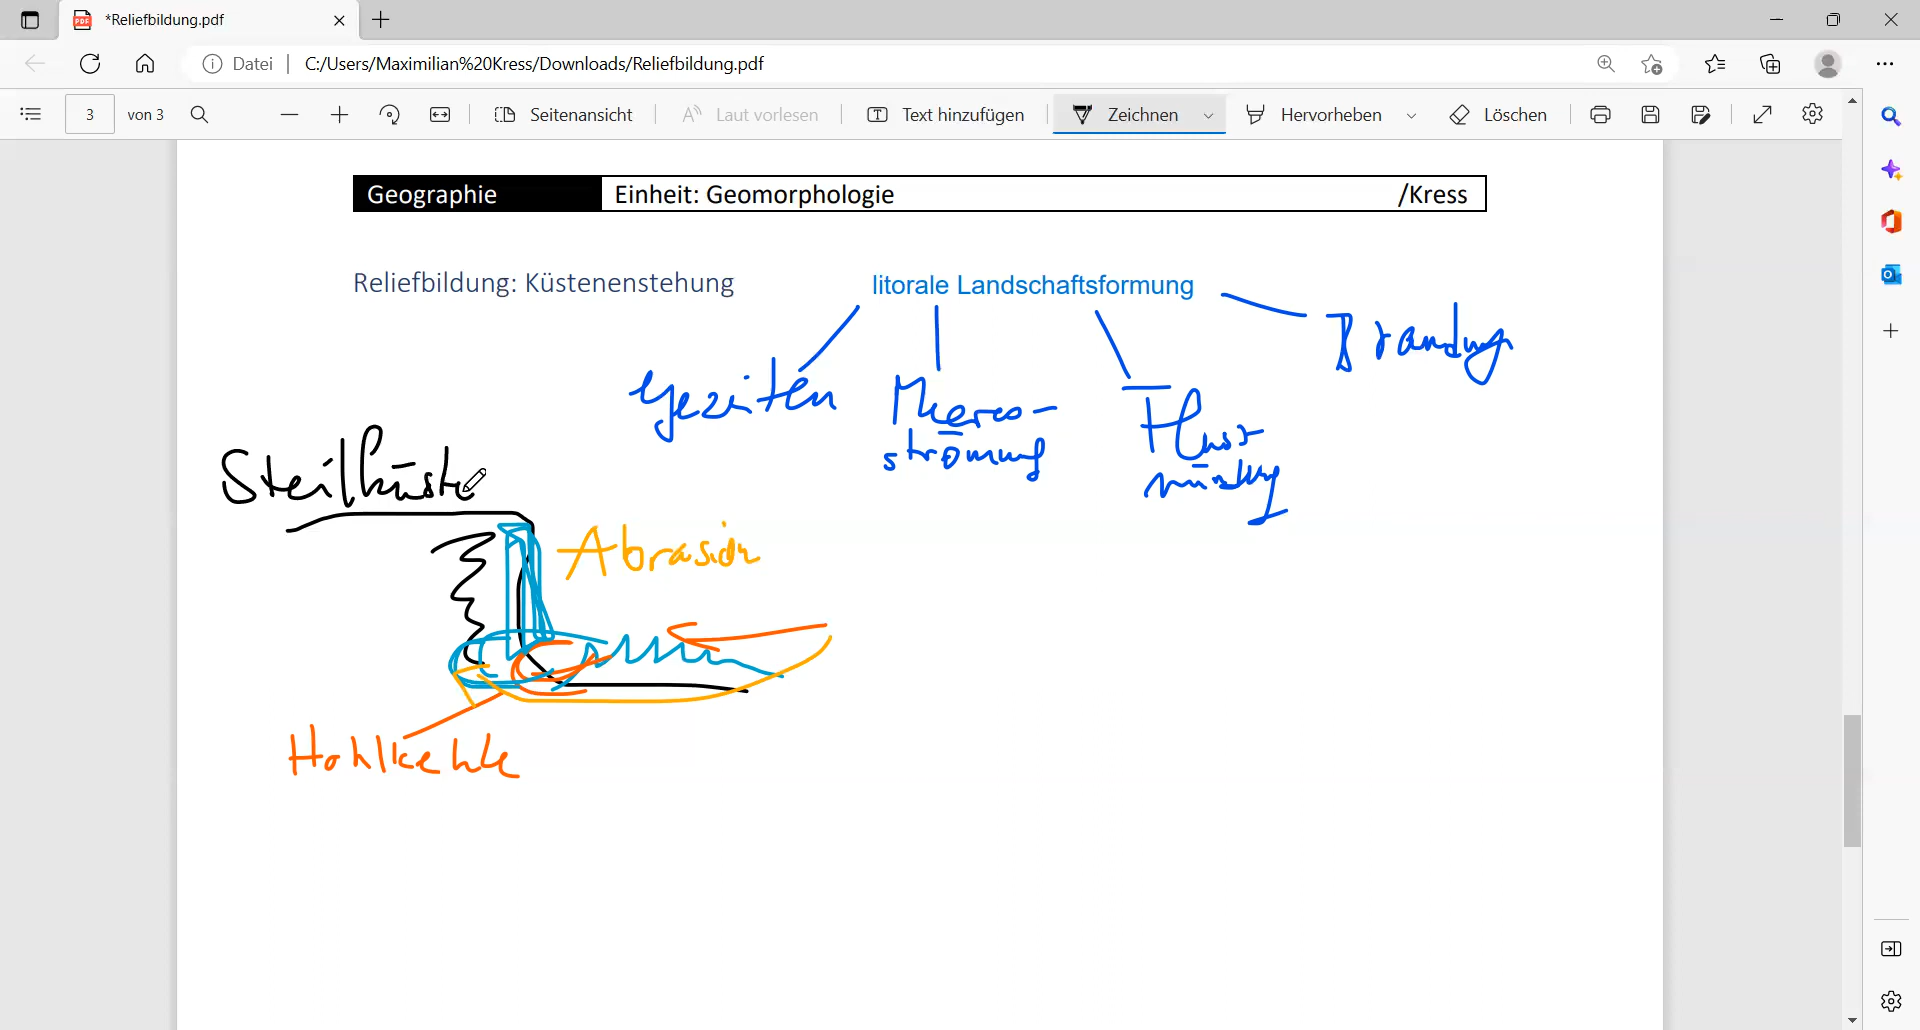 *Reliefbildung.pdf
Datei
C:/Users/Maximilian%20Kress/Downloads/Reliefbildung.pdf
3 von 3
Seitenansicht
Laut vorlesen
Text hinzufügen
Zeichnen
Hervorheben
Löschen
Geographie Einheit: Geomorphologie /Kress
Reliefbildung: Küstenenstehung
litorale Landschaftsformung
Brandung
Gezeiten
Meeres-
strömung
Fluss
mündung
Steilküste
Abrasion
Hohlkehle